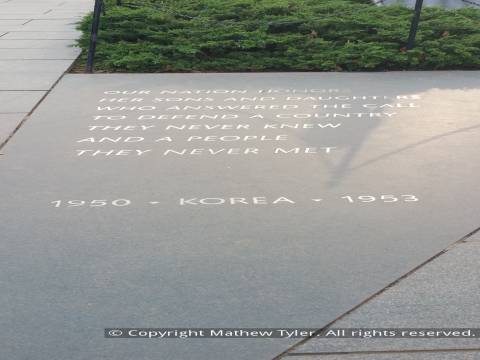 OUR NATION HONORS
HER SONS AND DAUGHTERS
WHO ANSWERED THE CALL
TO DEFEND A COUNTRY
THEY NEVER KNEW
AND A PEOPLE
THEY NEVER MET
1950 • KOREA • 1953
© Copyright Mathew Tyler. All rights reserved.